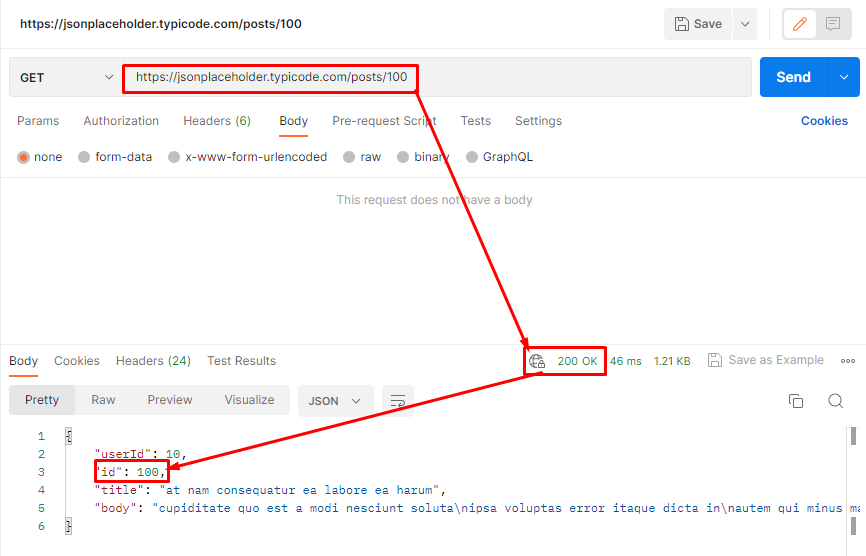 https://jsonplaceholder.typicode.com/posts/100 Save
GET https://jsonplaceholder.typicode.com/posts/100 Send
Params Authorization Headers (6) Body Pre-request Script Tests Settings Cookies
none form-data x-www-form-urlencoded raw binary GraphQL
This request does not have a body
Body Cookies Headers (24) Test Results 200 OK 46 ms 1.21 KB Save as Example
Pretty Raw Preview Visualize JSON
1 {
2 "userId": 10,
3 "id": 100,
4 "title": "at nam consequatur ea labore ea harum",
5 "body": "cupiditate quo est a modi nesciunt soluta\nipsa voluptas error itaque dicta in\nautem qui minus ma
6 }